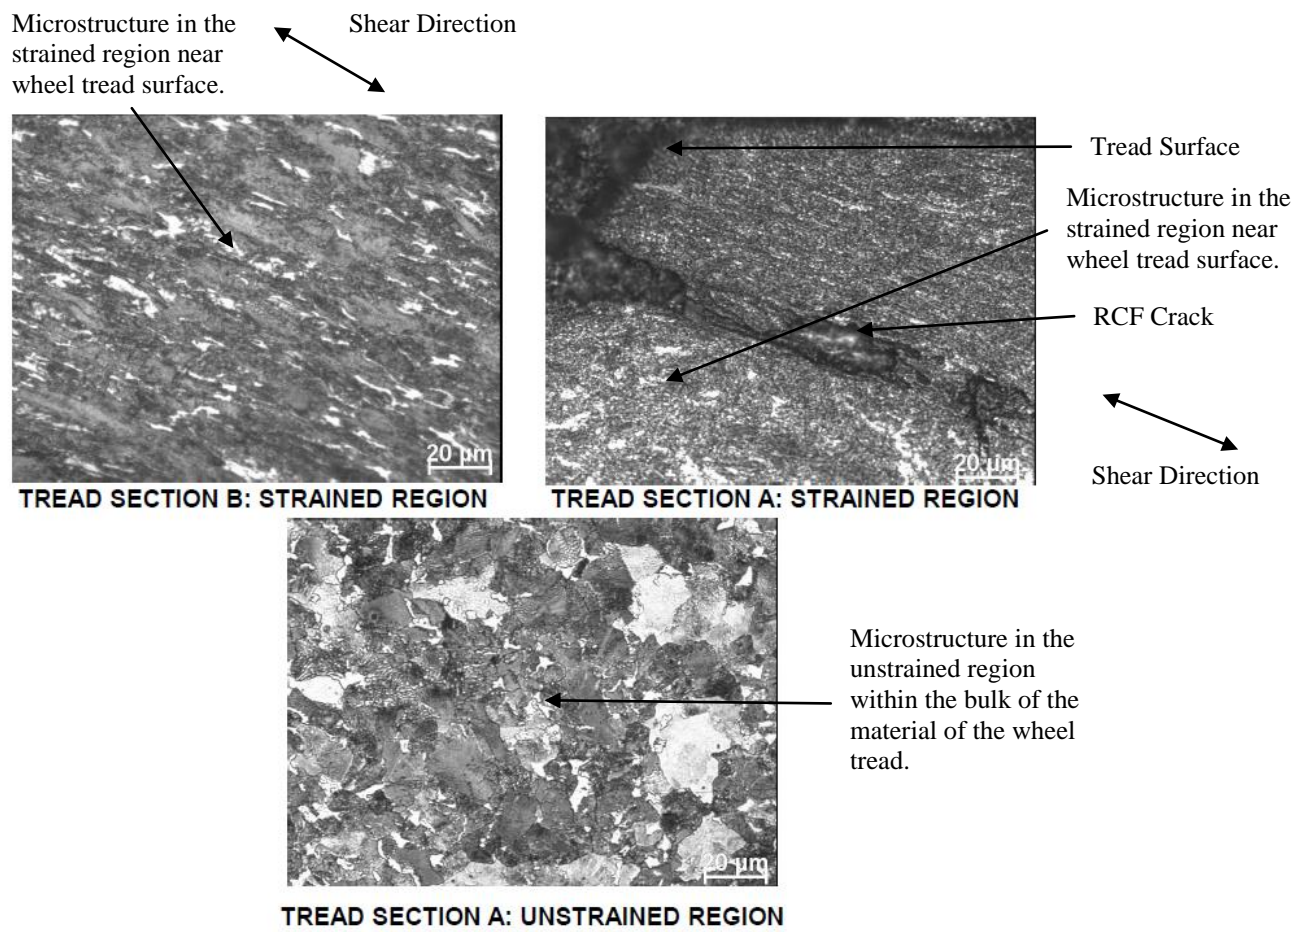 Microstructure in the
strained region near
wheel tread surface.
Shear Direction
Tread Surface
Microstructure in the
strained region near
wheel tread surface.
RCF Crack
Shear Direction
20 µm
20 µm
TREAD SECTION B: STRAINED REGION
TREAD SECTION A: STRAINED REGION
Microstructure in the
unstrained region
within the bulk of the
material of the wheel
tread.
20 µm
TREAD SECTION A: UNSTRAINED REGION